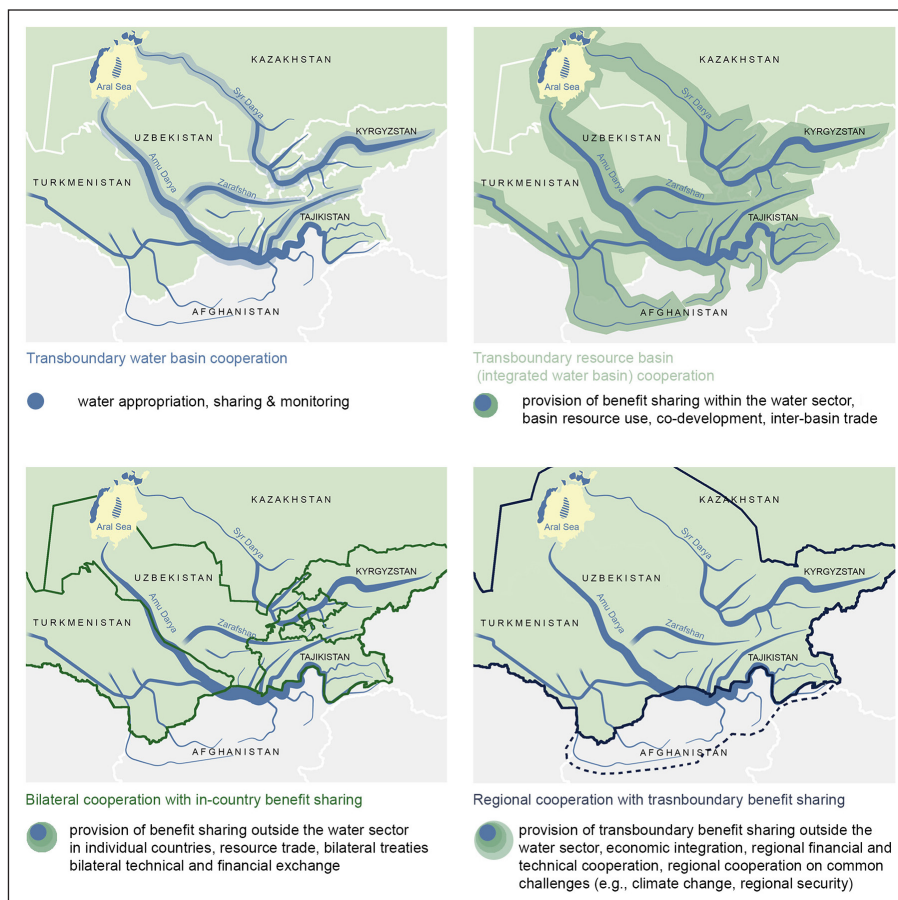 KAZAKHSTAN
Aral Sea
Syr Darya
UZBEKISTAN
KYRGYZSTAN
Amu Darya
TURKMENISTAN
Zarafshan
TAJIKISTAN
AFGHANISTAN
Transboundary water basin cooperation
water appropriation, sharing & monitoring
KAZAKHSTAN
Aral Sea
Syr Darya
UZBEKISTAN
KYRGYZSTAN
Amu Darya
TURKMENISTAN
Zarafshan
TAJIKISTAN
AFGHANISTAN
Transboundary resource basin
(integrated water basin) cooperation
provision of benefit sharing within the water sector,
basin resource use, co-development, inter-basin trade
KAZAKHSTAN
Aral Sea
Syr Darya
UZBEKISTAN
KYRGYZSTAN
Amu Darya
TURKMENISTAN
Zarafshan
TAJIKISTAN
AFGHANISTAN
Bilateral cooperation with in-country benefit sharing
provision of benefit sharing outside the water sector
in individual countries, resource trade, bilateral treaties
bilateral technical and financial exchange
KAZAKHSTAN
Aral Sea
Syr Darya
UZBEKISTAN
KYRGYZSTAN
Amu Darya
TURKMENISTAN
Zarafshan
TAJIKISTAN
AFGHANISTAN
Regional cooperation with trasnboundary benefit sharing
provision of transboundary benefit sharing outside the
water sector, economic integration, regional financial and
technical cooperation, regional cooperation on common
challenges (e.g., climate change, regional security)